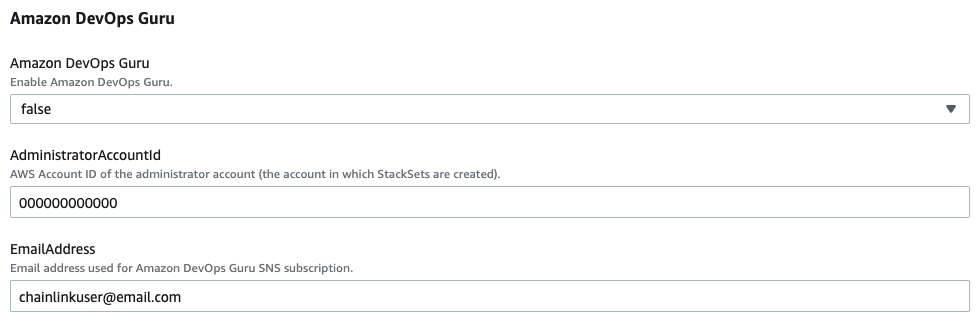 Amazon DevOps Guru
Amazon DevOps Guru
Enable Amazon DevOps Guru.
false
AdministratorAccountId
AWS Account ID of the administrator account (the account in which StackSets are created).
000000000000
EmailAddress
Email address used for Amazon DevOps Guru SNS subscription.
chainlinkuser@email.com